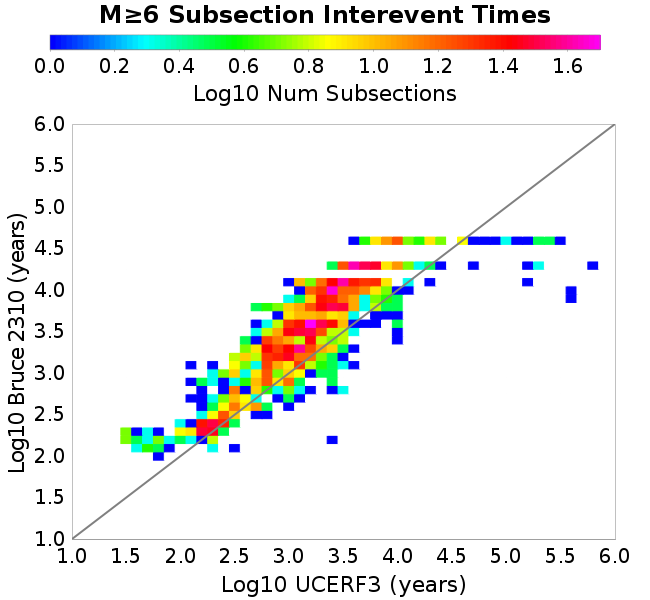 M≥6 Subsection Interevent Times
0.0 0.2 0.4 0.6 0.8 1.0 1.2 1.4 1.6
Log10 Num Subsections
6.0
5.5
5.0
4.5
4.0
3.5
3.0
2.5
2.0
1.5
1.0
Log10 Bruce 2310 (years)
1.0 1.5 2.0 2.5 3.0 3.5 4.0 4.5 5.0 5.5 6.0
Log10 UCERF3 (years)